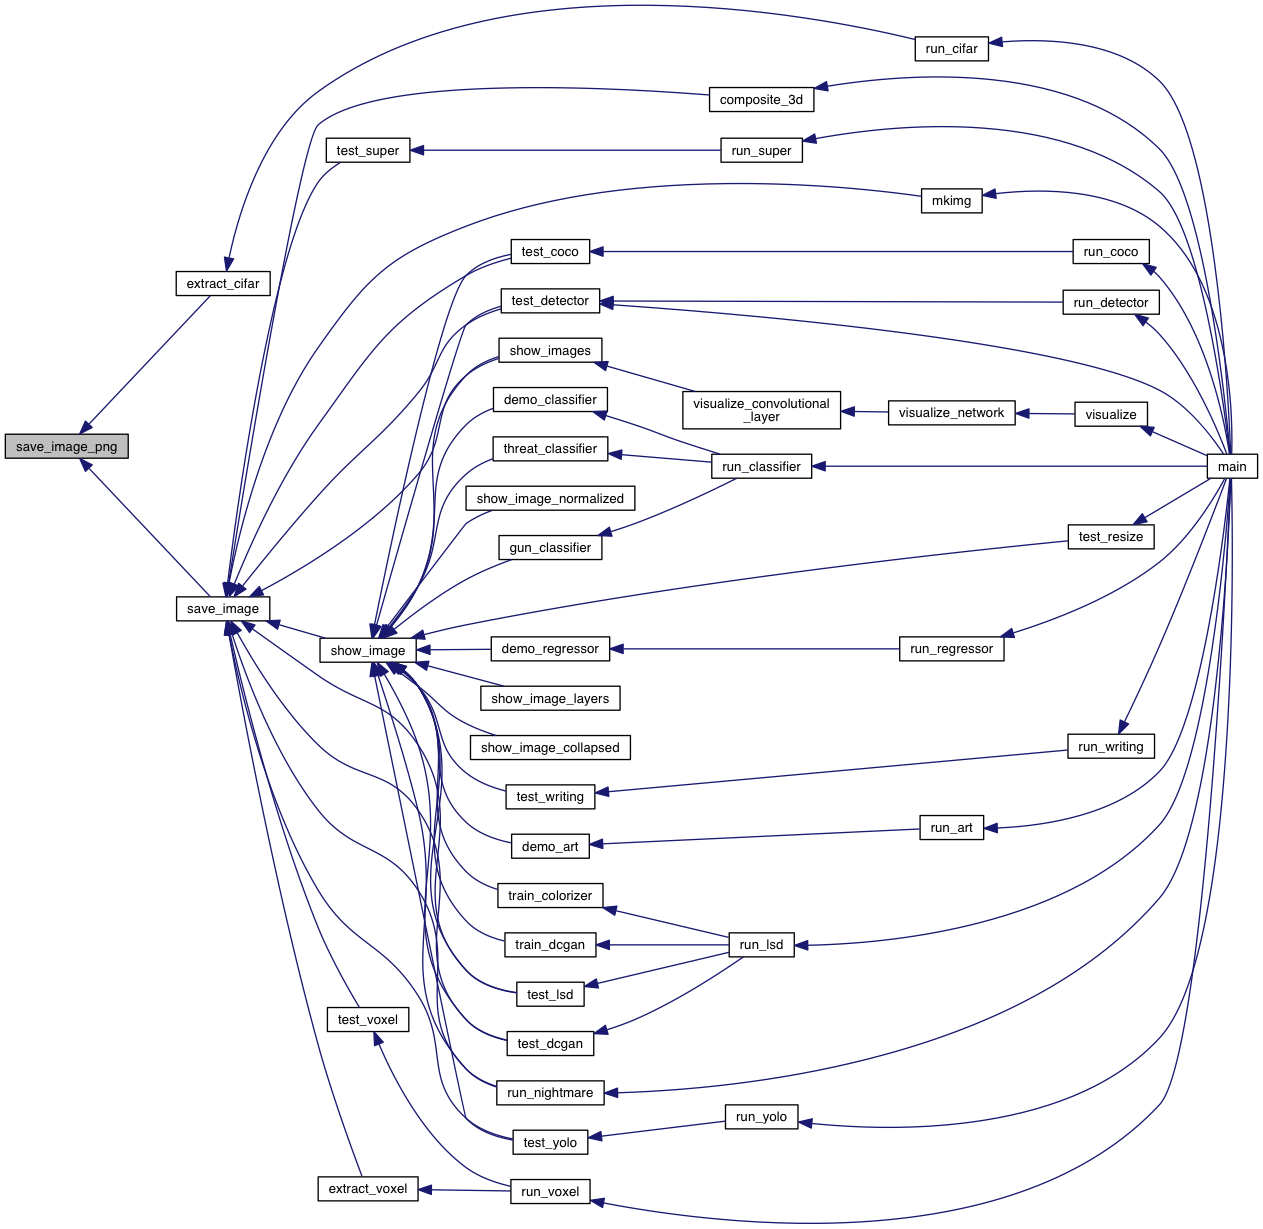 run_cifar
composite_3d
test_super
run_super
mkimg
test_coco
run_coco
extract_cifar
test_detector
run_detector
show_images
demo_classifier
visualize_convolutional
_layer
visualize_network
visualize
save_image_png
threat_classifier
run_classifier
main
show_image_normalized
test_resize
gun_classifier
save_image
show_image
demo_regressor
run_regressor
show_image_layers
show_image_collapsed
run_writing
test_writing
run_art
demo_art
train_colorizer
train_dcgan
run_lsd
test_lsd
test_voxel
test_dcgan
run_nightmare
run_yolo
test_yolo
extract_voxel
run_voxel